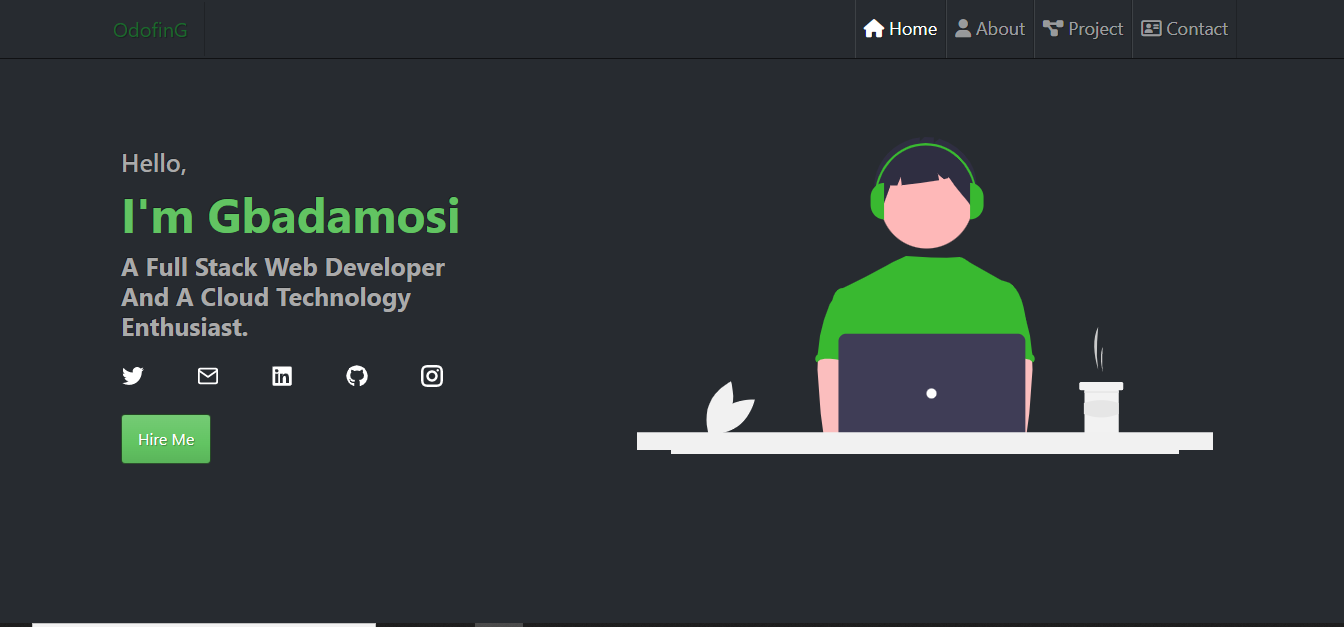 OdofinG
Home About Project Contact
Hello,
I'm Gbadamosi
A Full Stack Web Developer
And A Cloud Technology
Enthusiast.
Hire Me